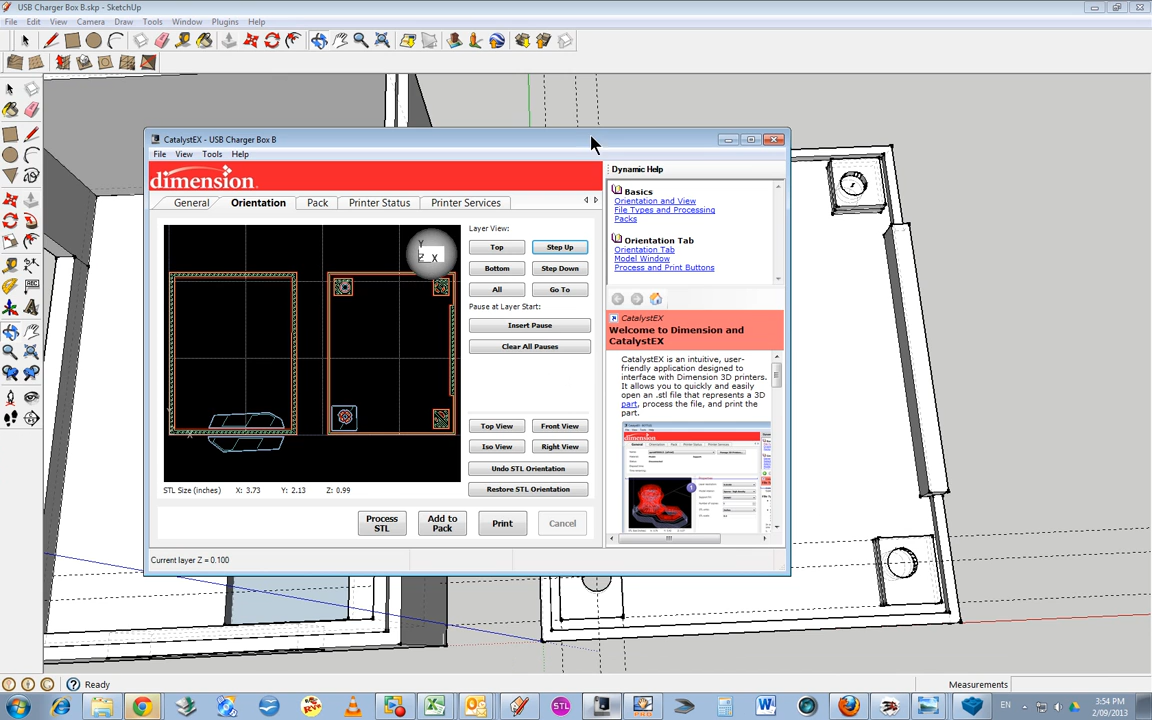 USB Charger Box B.skp - SketchUp
File Edit View Camera Draw Tools Window Plugins Help
CatalystEX - USB Charger Box B
File View Tools Help
dimension
General Orientation Pack Printer Status Printer Services
Y
Z X
Layer View:
Top Step Up
Bottom Step Down
All Go To
Pause at Layer Start:
Insert Pause
Clear All Pauses
Top View Front View
Iso View Right View
Undo STL Orientation
Restore STL Orientation
STL Size (inches) X: 3.73 Y: 2.13 Z: 0.99
Process STL Add to Pack Print Cancel
Current layer Z = 0.100
Dynamic Help
Basics
Orientation and View
File Types and Processing
Packs
Orientation Tab
Orientation Tab
Model Window
Process and Print Buttons
CatalystEX
Welcome to Dimension and
CatalystEX
CatalystEX is an intuitive, user-
friendly application designed to
interface with Dimension 3D printers.
It allows you to quickly and easily
open an .stl file that represents a 3D
part, process the file, and print the
part.
dimension
Ready
Measurements
STL
EN
3:54 PM
2/09/2013